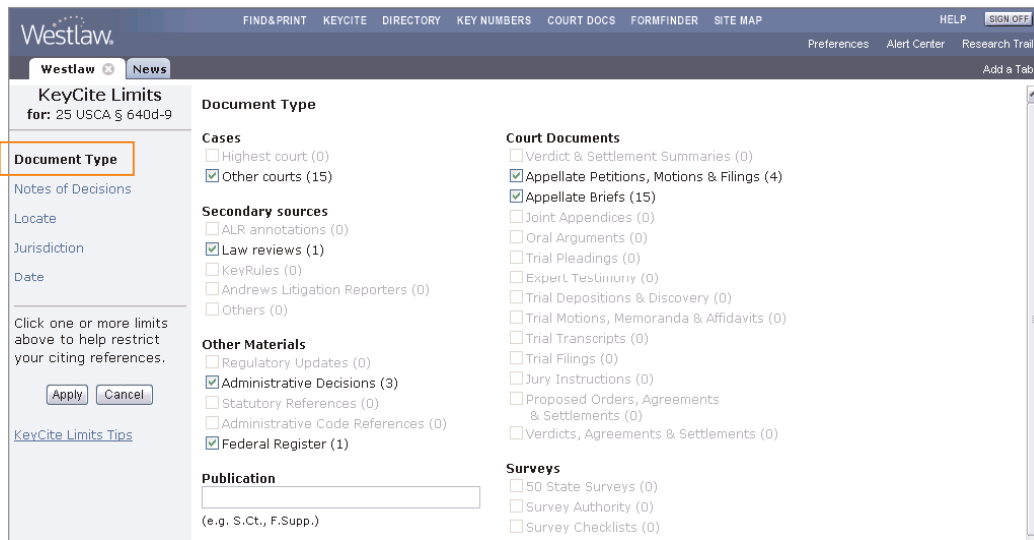 Westlaw.
FIND&PRINT KEYCITE DIRECTORY KEY NUMBERS COURT DOCS FORMFINDER SITE MAP
HELP SIGN OFF
Preferences Alert Center Research Trail
Westlaw News
Add a Tab
KeyCite Limits
for: 25 USCA § 640d-9
Document Type
Notes of Decisions
Locate
Jurisdiction
Date
Click one or more limits
above to help restrict
your citing references.
Apply Cancel
KeyCite Limits Tips
Document Type
Cases
Highest court (0)
Other courts (15)
Secondary sources
ALR annotations (0)
Law reviews (1)
KeyRules (0)
Andrews Litigation Reporters (0)
Others (0)
Other Materials
Regulatory Updates (0)
Administrative Decisions (3)
Statutory References (0)
Administrative Code References (0)
Federal Register (1)
Publication
(e.g. S.Ct., F.Supp.)
Court Documents
Verdict & Settlement Summaries (0)
Appellate Petitions, Motions & Filings (4)
Appellate Briefs (15)
Joint Appendices (0)
Oral Arguments (0)
Trial Pleadings (0)
Expert Testimony (0)
Trial Depositions & Discovery (0)
Trial Motions, Memoranda & Affidavits (0)
Trial Transcripts (0)
Trial Filings (0)
Jury Instructions (0)
Proposed Orders, Agreements
& Settlements (0)
Verdicts, Agreements & Settlements (0)
Surveys
50 State Surveys (0)
Survey Authority (0)
Survey Checklists (0)